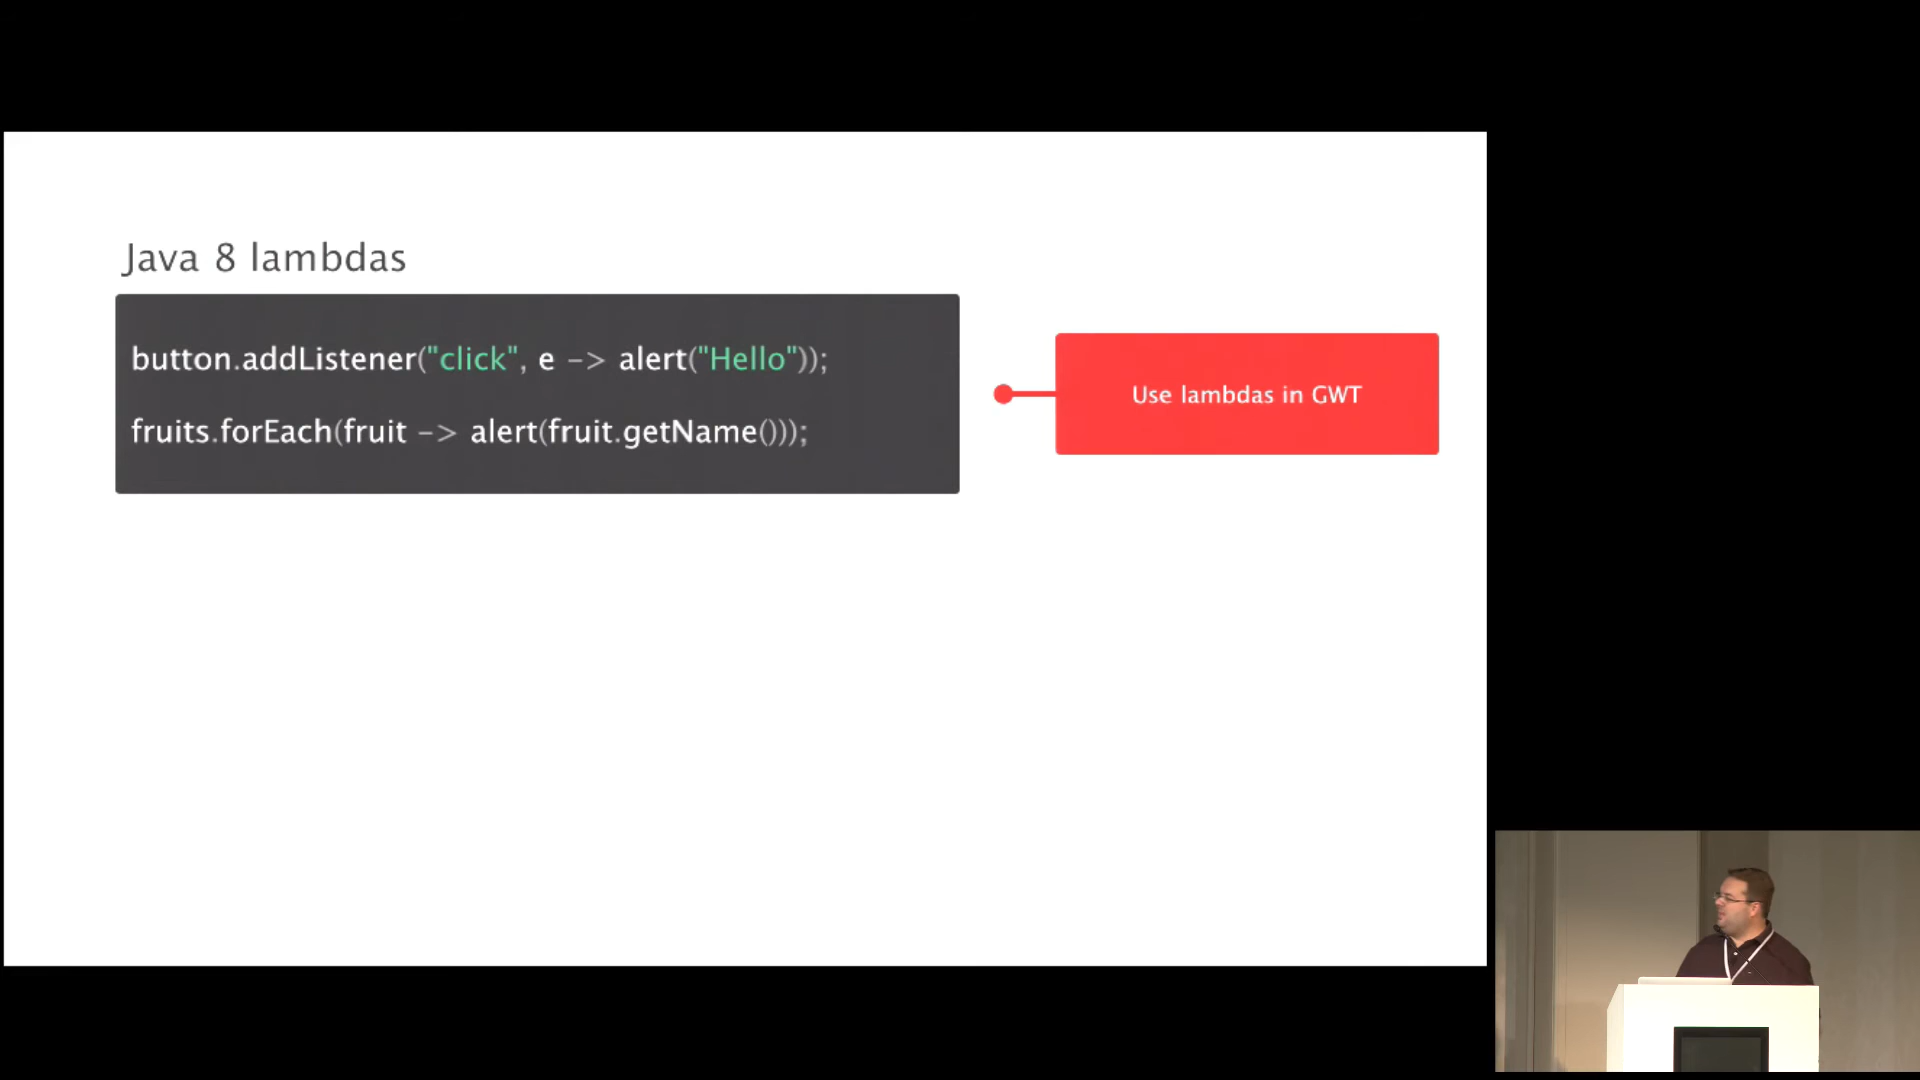 Java 8 lambdas
button.addListener("click", e -> alert("Hello"));
fruits.forEach(fruit -> alert(fruit.getName()));
Use lambdas in GWT